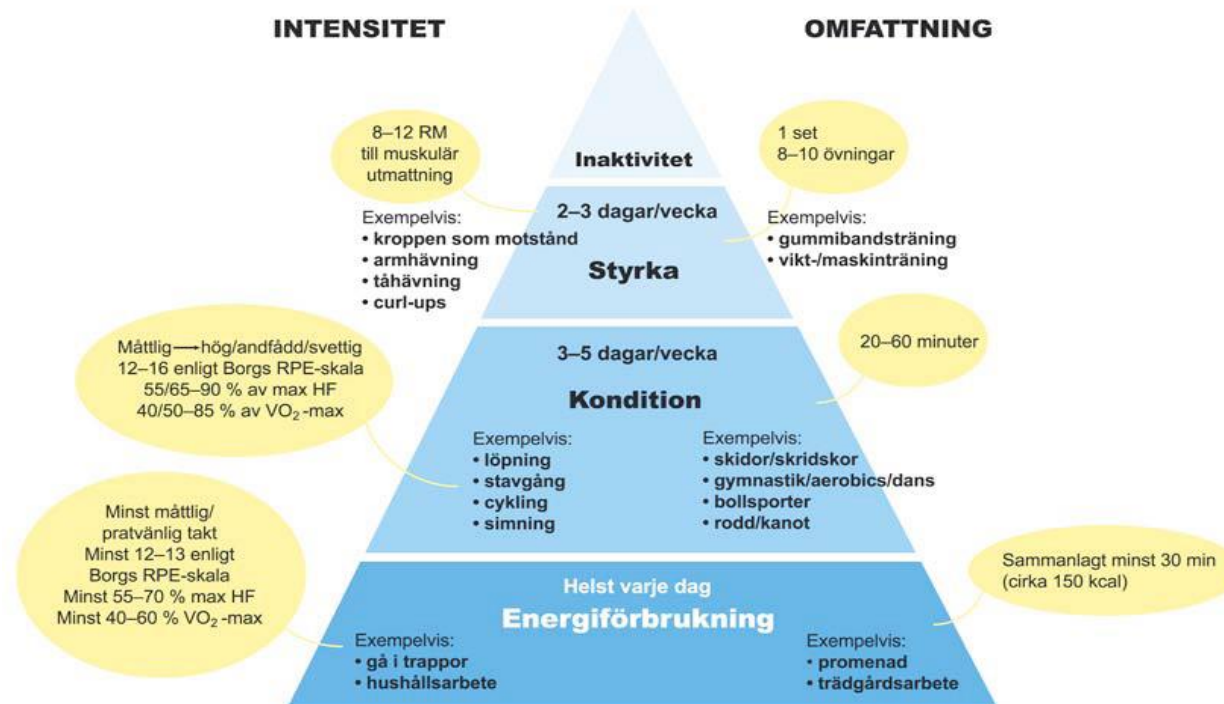 INTENSITET
OMFATTNING
8–12 RM
till muskulär
utmattning
1 set
8–10 övningar
Inaktivitet
2–3 dagar/vecka
Styrka
Exempelvis:
• kroppen som motstånd
• armhävning
• tåhävning
• curl-ups
Exempelvis:
• gummibandsträning
• vikt-/maskinträning
Måttlig→hög/andfådd/svettig
12–16 enligt Borgs RPE-skala
55/65–90 % av max HF
40/50–85 % av VO₂-max
20–60 minuter
3–5 dagar/vecka
Kondition
Exempelvis:
• löpning
• stavgång
• cykling
• simning
Exempelvis:
• skidor/skridskor
• gymnastik/aerobics/dans
• bollsporter
• rodd/kanot
Minst måttlig/
pratvänlig takt
Minst 12–13 enligt
Borgs RPE-skala
Minst 55–70 % max HF
Minst 40–60 % VO₂-max
Sammanlagt minst 30 min
(cirka 150 kcal)
Helst varje dag
Energiförbrukning
Exempelvis:
• gå i trappor
• hushållsarbete
Exempelvis:
• promenad
• trädgårdsarbete